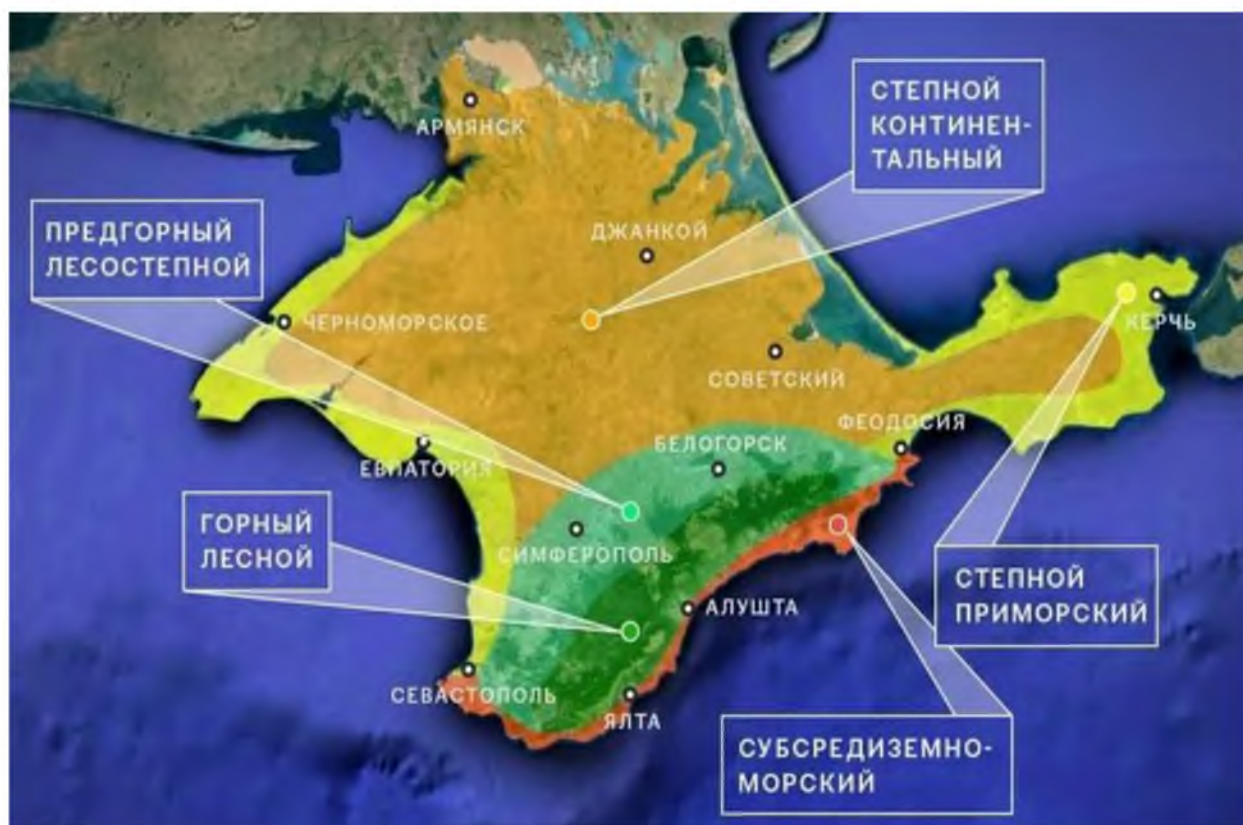 СТЕПНОЙ
КОНТИНЕН-
ТАЛЬНЫЙ
АРМЯНСК
ПРЕДГОРНЫЙ
ЛЕСОСТЕПНОЙ
ДЖАНКОЙ
ЧЕРНОМОРСКОЕ
КЕРЧЬ
СОВЕТСКИЙ
ФЕОДОСИЯ
БЕЛОГОРСК
ЕВПАТОРИЯ
ГОРНЫЙ
ЛЕСНОЙ
СИМФЕРОПОЛЬ
СТЕПНОЙ
ПРИМОРСКИЙ
АЛУШТА
СЕВАСТОПОЛЬ
ЯЛТА
СУБСРЕДИЗЕМНО-
МОРСКИЙ